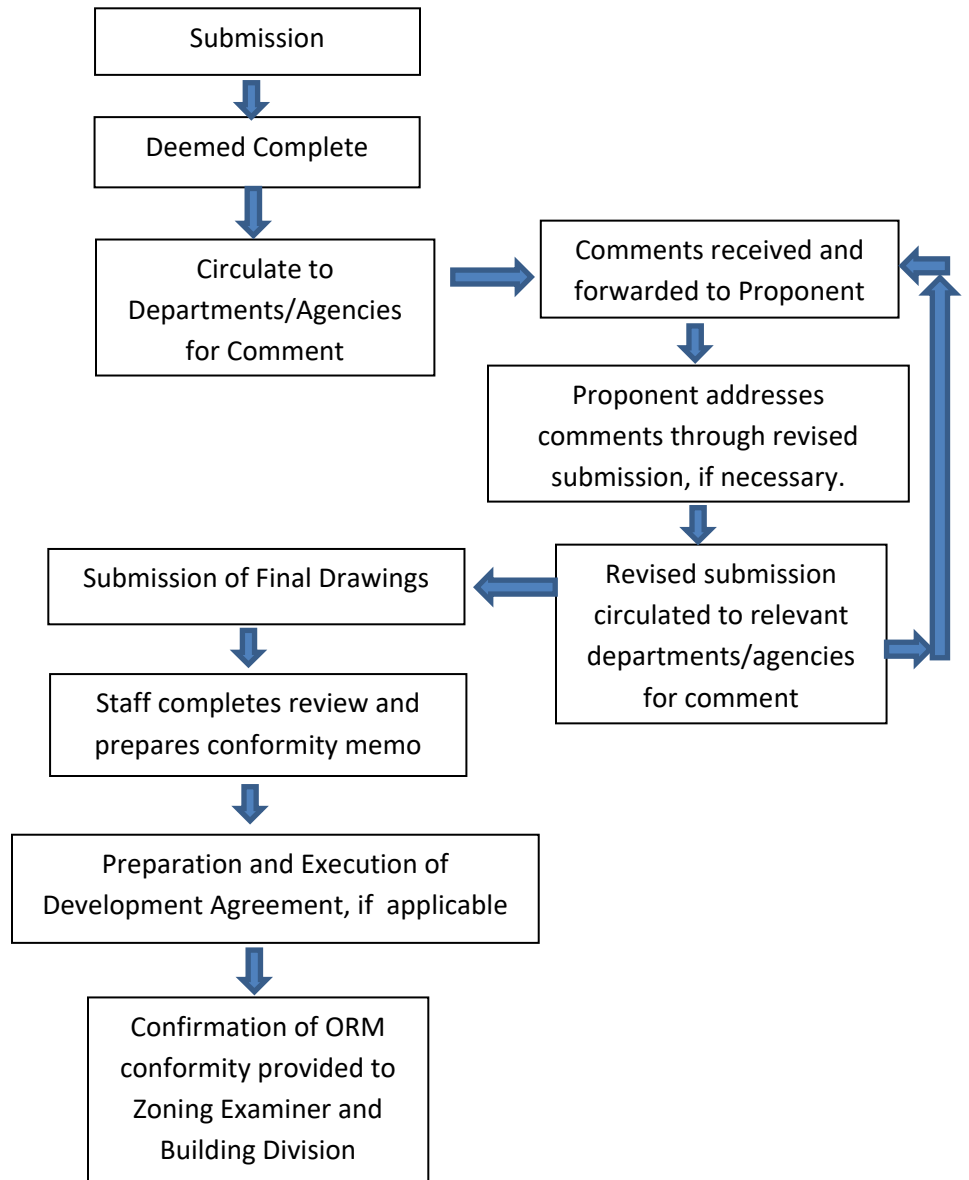 Submission
Deemed Complete
Circulate to
Departments/Agencies
for Comment
Comments received and
forwarded to Proponent
Proponent addresses
comments through revised
submission, if necessary.
Revised submission
circulated to relevant
departments/agencies
for comment
Submission of Final Drawings
Staff completes review and
prepares conformity memo
Preparation and Execution of
Development Agreement, if applicable
Confirmation of ORM
conformity provided to
Zoning Examiner and
Building Division